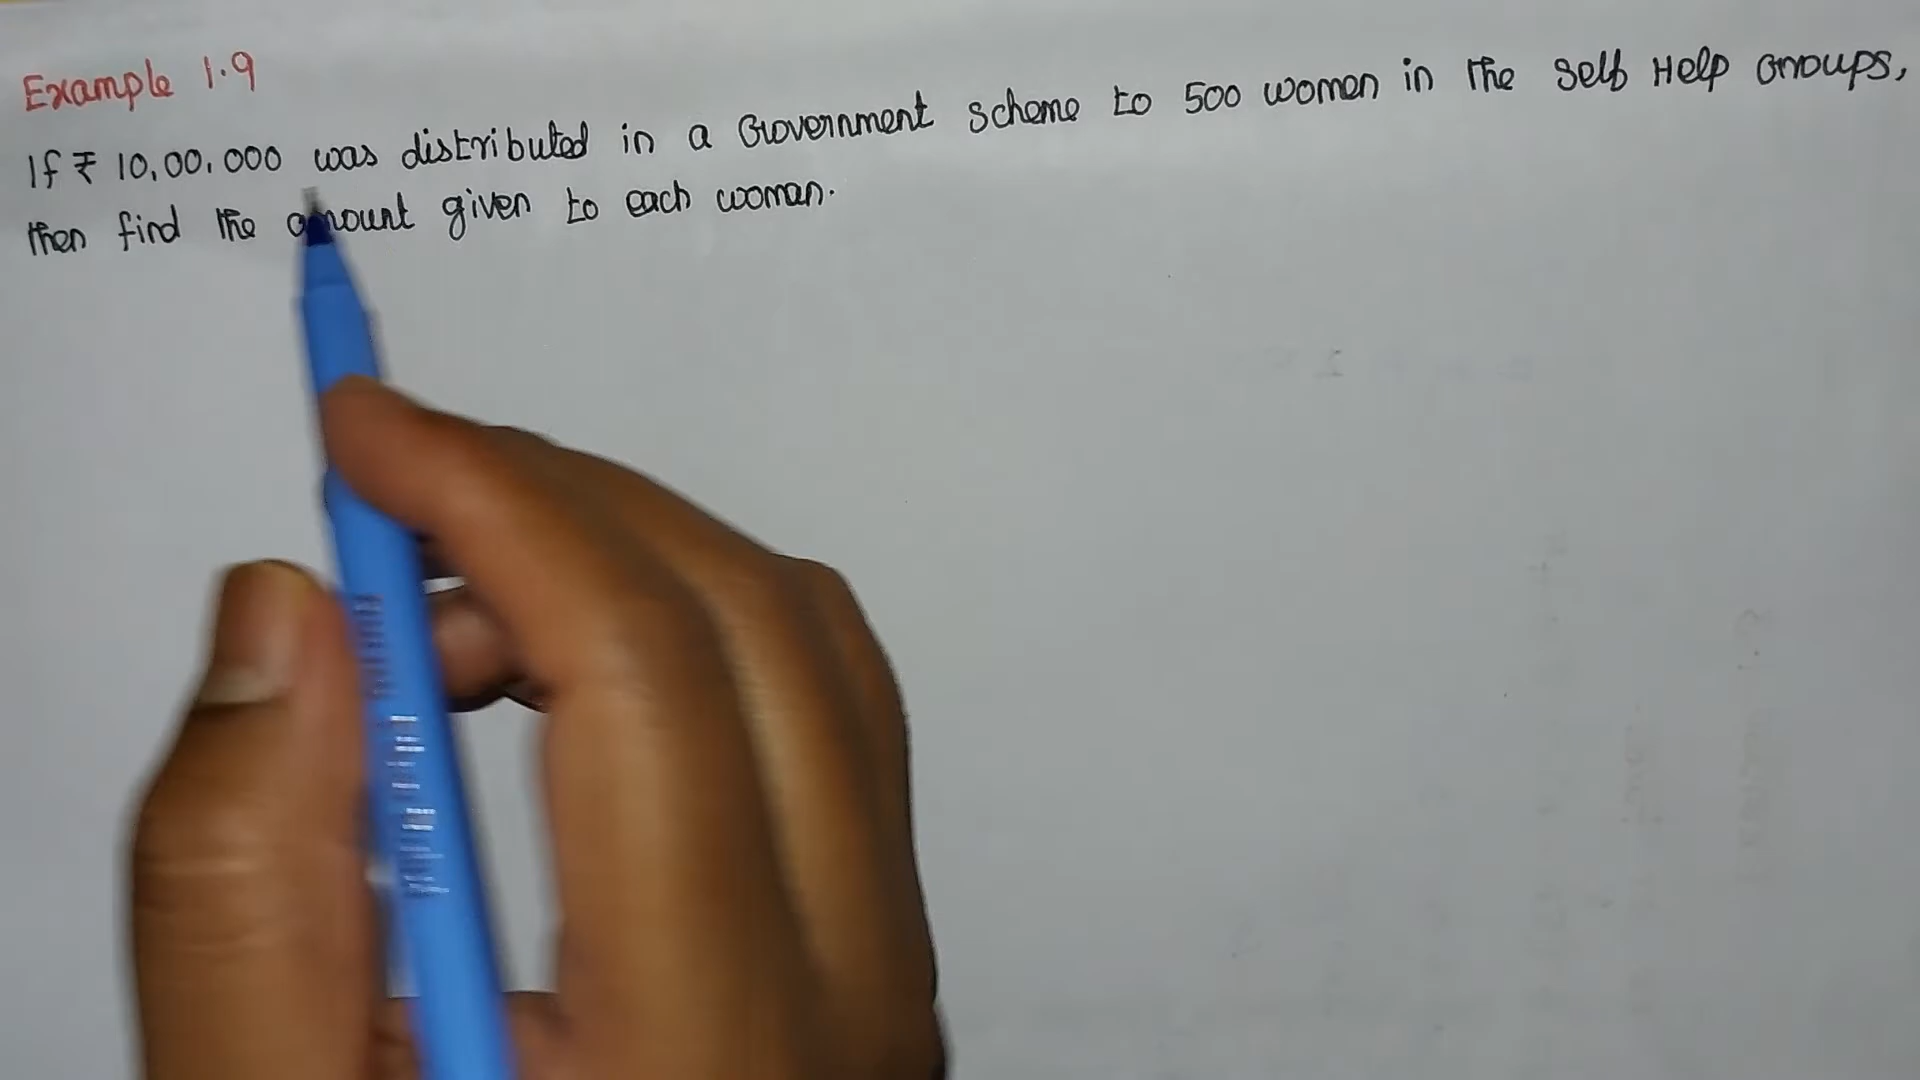 Example 1.9
If ₹ 10,00,000 was distributed in a Government scheme to 500 women in the Self Help Groups,
then find the amount given to each woman.